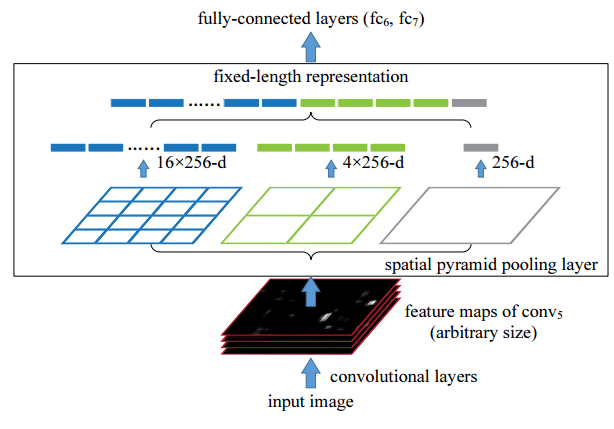 fully-connected layers (fc₆, fc₇)
fixed-length representation
......
......
16×256-d
4×256-d
256-d
spatial pyramid pooling layer
feature maps of conv₅
(arbitrary size)
convolutional layers
input image